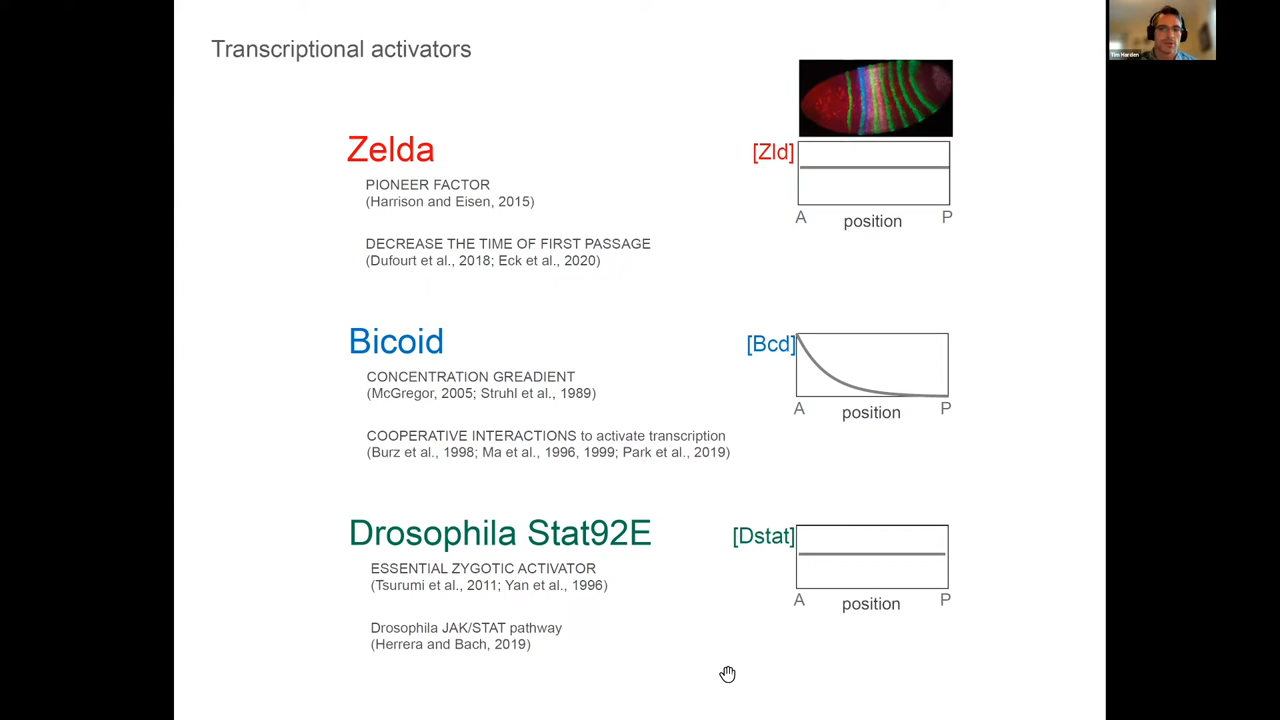 Transcriptional activators
Tim Harden
Zelda
PIONEER FACTOR
(Harrison and Eisen, 2015)
DECREASE THE TIME OF FIRST PASSAGE
(Dufourt et al., 2018; Eck et al., 2020)
[Zld]
A position P
Bicoid
CONCENTRATION GREADIENT
(McGregor, 2005; Struhl et al., 1989)
COOPERATIVE INTERACTIONS to activate transcription
(Burz et al., 1998; Ma et al., 1996, 1999; Park et al., 2019)
[Bcd]
A position P
Drosophila Stat92E
ESSENTIAL ZYGOTIC ACTIVATOR
(Tsurumi et al., 2011; Yan et al., 1996)
Drosophila JAK/STAT pathway
(Herrera and Bach, 2019)
[Dstat]
A position P